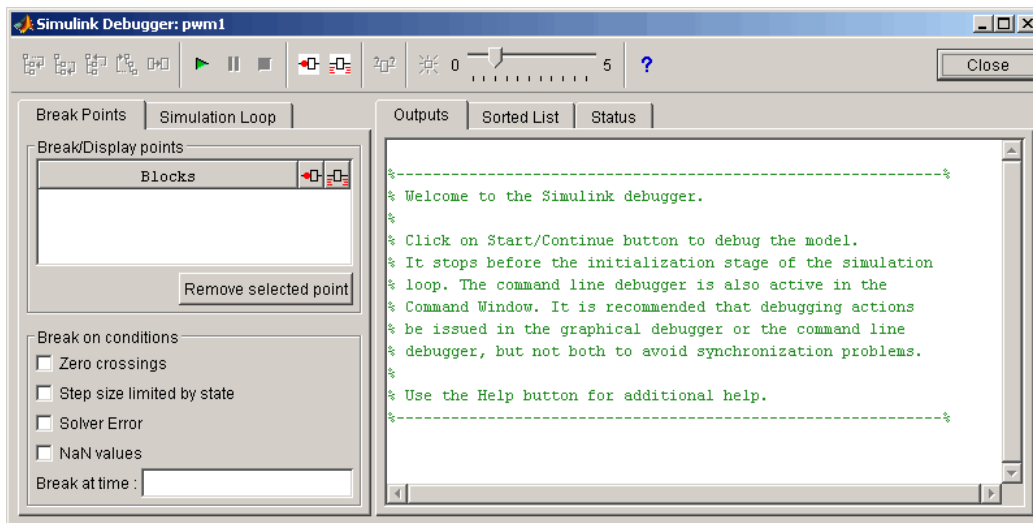 Simulink Debugger: pwm1
0 5 ? Close
Break Points Simulation Loop
Break/Display points
Blocks
Remove selected point
Break on conditions
Zero crossings
Step size limited by state
Solver Error
NaN values
Break at time :
Outputs Sorted List Status
%------------------------------------------------------------%
% Welcome to the Simulink debugger.
%
% Click on Start/Continue button to debug the model.
% It stops before the initialization stage of the simulation
% loop. The command line debugger is also active in the
% Command Window. It is recommended that debugging actions
% be issued in the graphical debugger or the command line
% debugger, but not both to avoid synchronization problems.
%
% Use the Help button for additional help.
%------------------------------------------------------------%